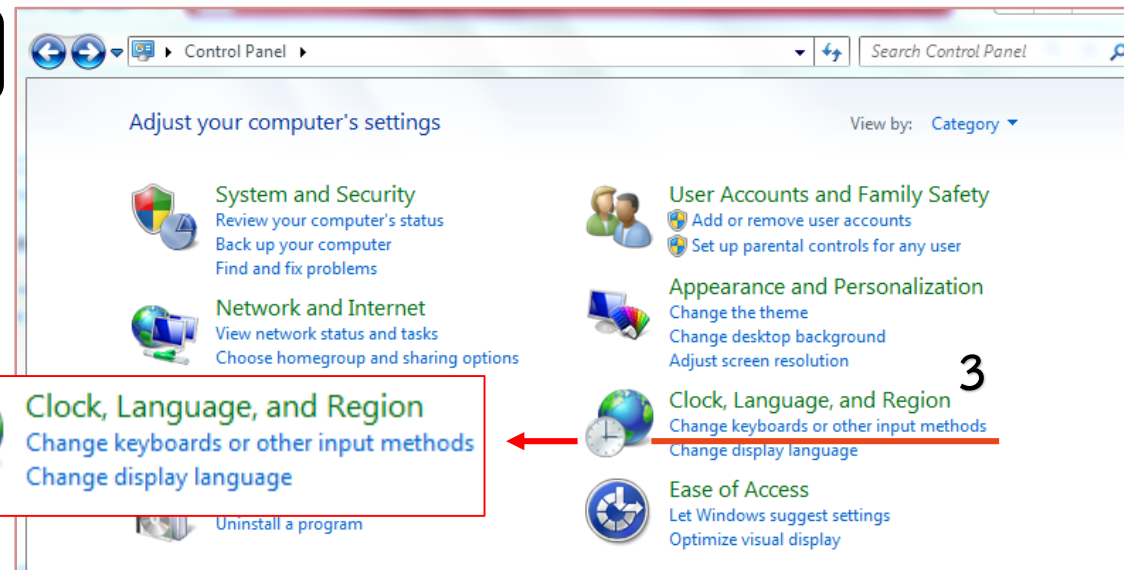 Control Panel
Search Control Panel
Adjust your computer's settings
View by: Category
System and Security
Review your computer's status
Back up your computer
Find and fix problems
Network and Internet
View network status and tasks
Choose homegroup and sharing options
Clock, Language, and Region
Change keyboards or other input methods
Change display language
Uninstall a program
User Accounts and Family Safety
Add or remove user accounts
Set up parental controls for any user
Appearance and Personalization
Change the theme
Change desktop background
Adjust screen resolution
3
Clock, Language, and Region
Change keyboards or other input methods
Change display language
Ease of Access
Let Windows suggest settings
Optimize visual display